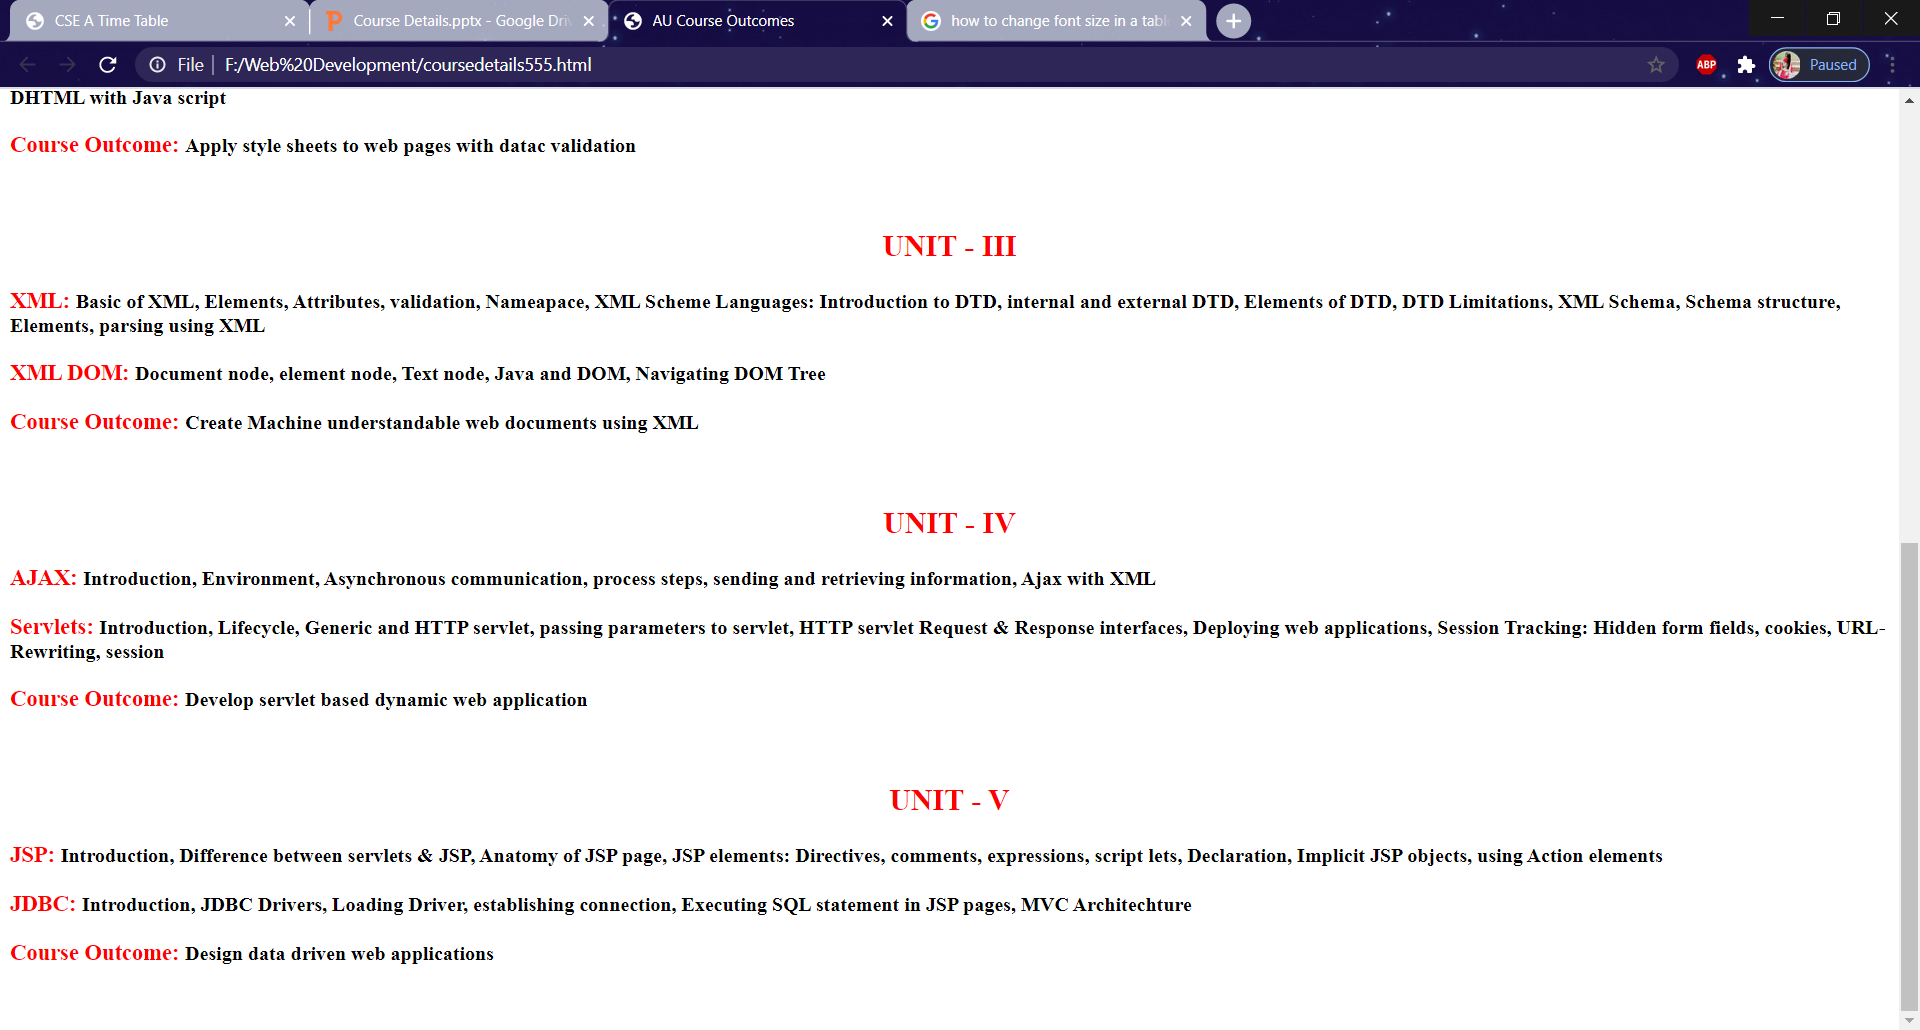 CSE A Time Table
Course Details.pptx - Google Driv
AU Course Outcomes
how to change font size in a table
File
F:/Web%20Development/coursedetails555.html
ABP
Paused
DHTML with Java script
Course Outcome: Apply style sheets to web pages with datac validation
UNIT - III
XML: Basic of XML, Elements, Attributes, validation, Nameapace, XML Scheme Languages: Introduction to DTD, internal and external DTD, Elements of DTD, DTD Limitations, XML Schema, Schema structure,
Elements, parsing using XML
XML DOM: Document node, element node, Text node, Java and DOM, Navigating DOM Tree
Course Outcome: Create Machine understandable web documents using XML
UNIT - IV
AJAX: Introduction, Environment, Asynchronous communication, process steps, sending and retrieving information, Ajax with XML
Servlets: Introduction, Lifecycle, Generic and HTTP servlet, passing parameters to servlet, HTTP servlet Request & Response interfaces, Deploying web applications, Session Tracking: Hidden form fields, cookies, URL-
Rewriting, session
Course Outcome: Develop servlet based dynamic web application
UNIT - V
JSP: Introduction, Difference between servlets & JSP, Anatomy of JSP page, JSP elements: Directives, comments, expressions, script lets, Declaration, Implicit JSP objects, using Action elements
JDBC: Introduction, JDBC Drivers, Loading Driver, establishing connection, Executing SQL statement in JSP pages, MVC Architechture
Course Outcome: Design data driven web applications